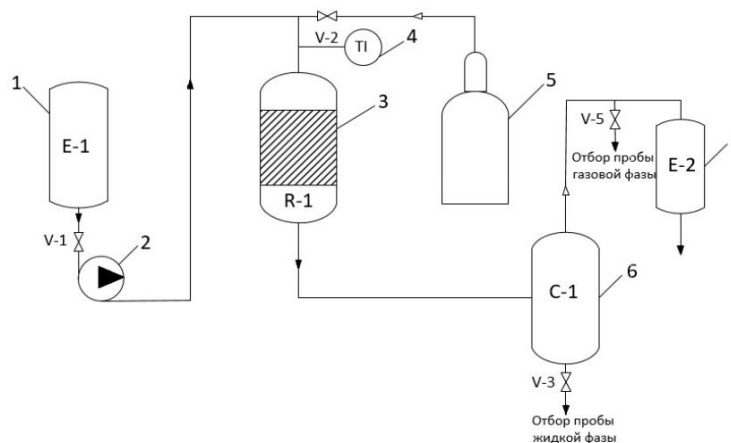 1
E-1
V-1
2
V-2
TI
4
3
R-1
5
V-5
Отбор пробы
газовой фазы
E-2
C-1
6
V-3
Отбор пробы
жидкой фазы